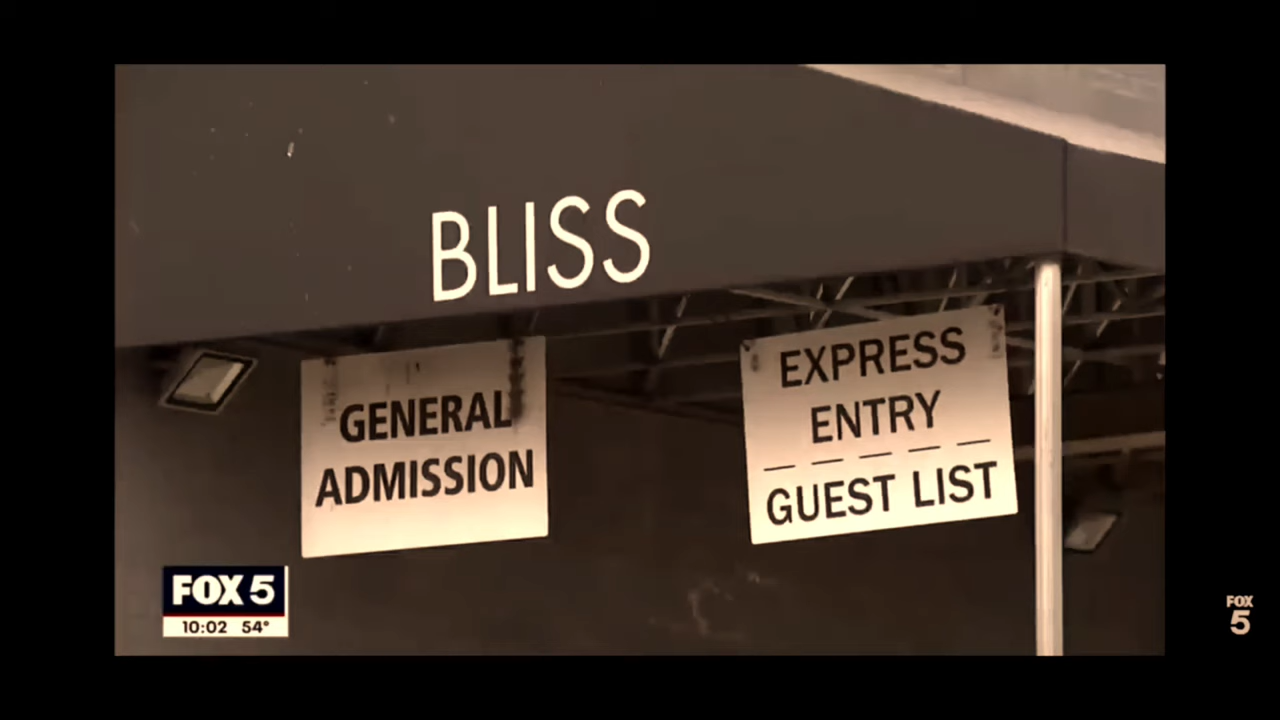 BLISS
GENERAL
ADMISSION
EXPRESS
ENTRY
GUEST LIST
FOX 5
10:02 54°
FOX
5